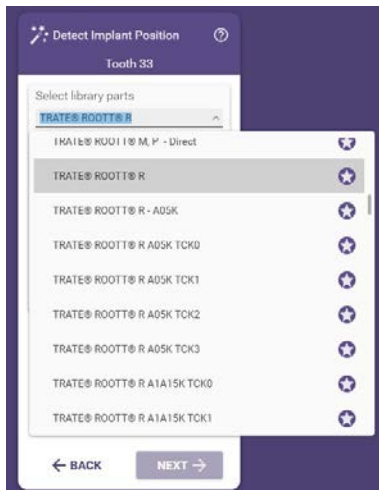 Detect Implant Position
Tooth 33
Select library parts
TRATE® ROOTT® R
TRATE® ROOTT® M, P - Direct
TRATE® ROOTT® R
TRATE® ROOTT® R - A05K
TRATE® ROOTT® R A05K TCK0
TRATE® ROOTT® R A05K TCK1
TRATE® ROOTT® R A05K TCK2
TRATE® ROOTT® R A05K TCK3
TRATE® ROOTT® R A1A15K TCK0
TRATE® ROOTT® R A1A15K TCK1
← BACK NEXT →